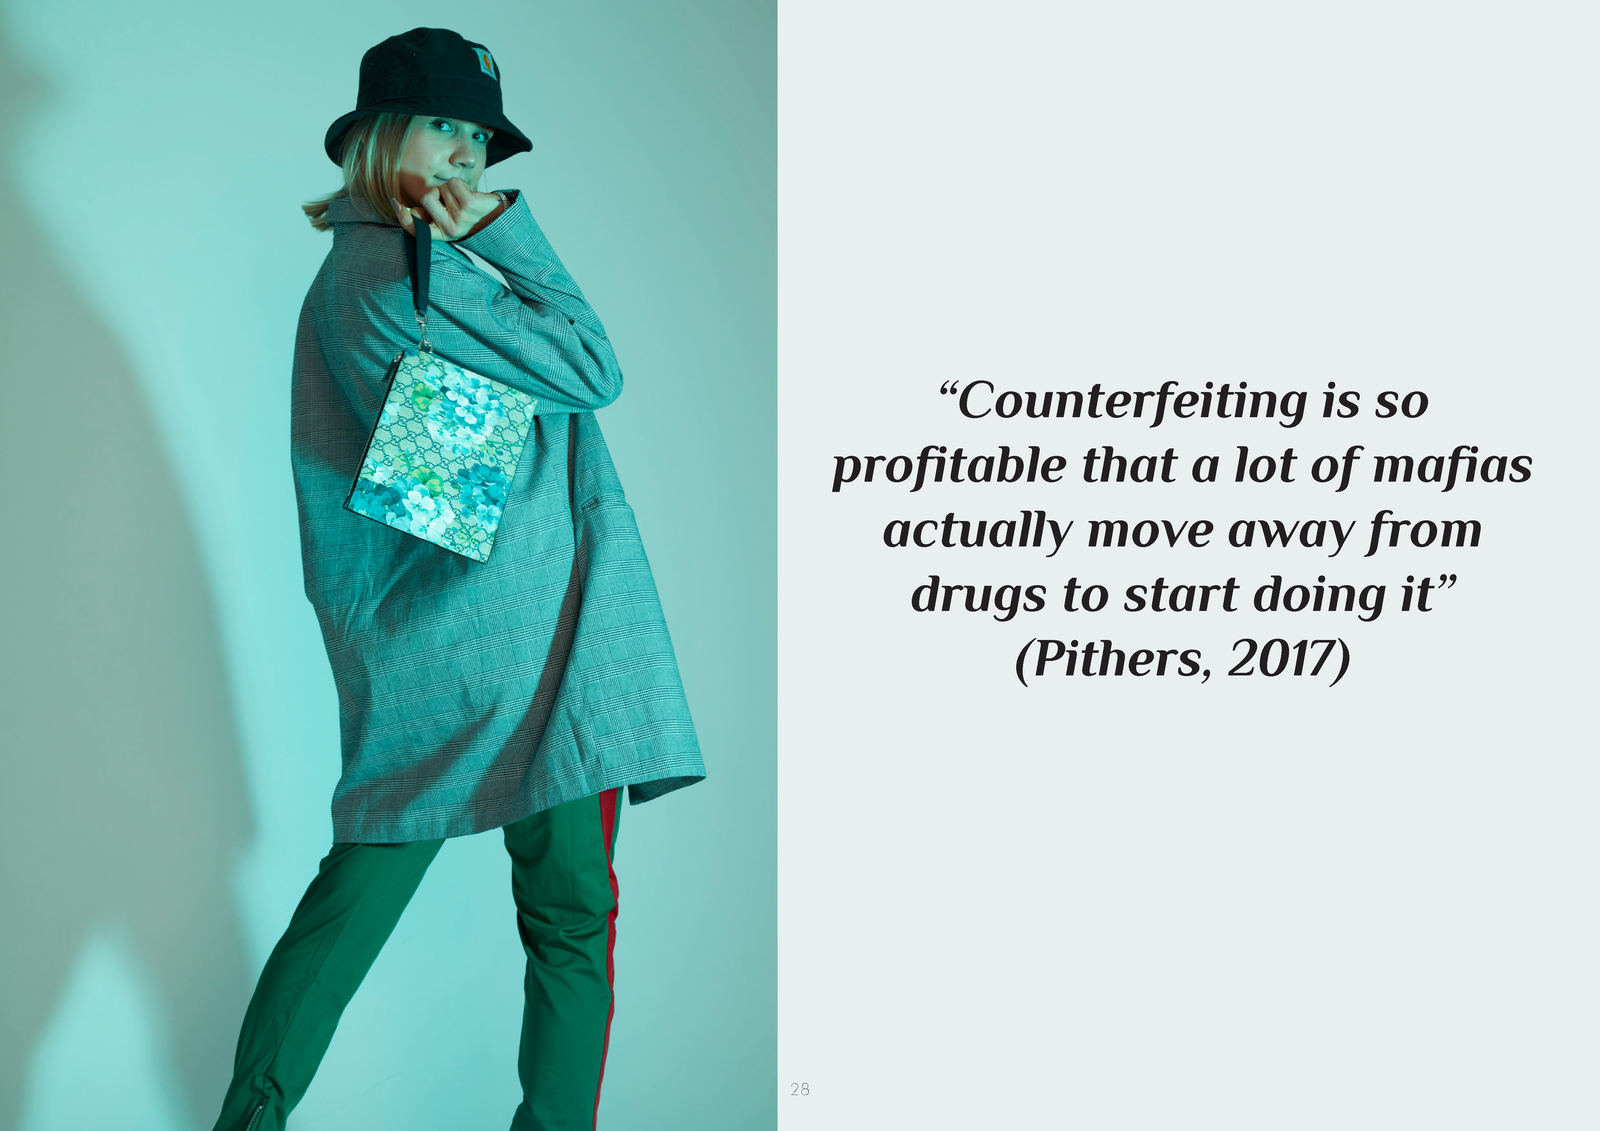 “Counterfeiting is so
profitable that a lot of mafias
actually move away from
drugs to start doing it”
(Pithers, 2017)
28